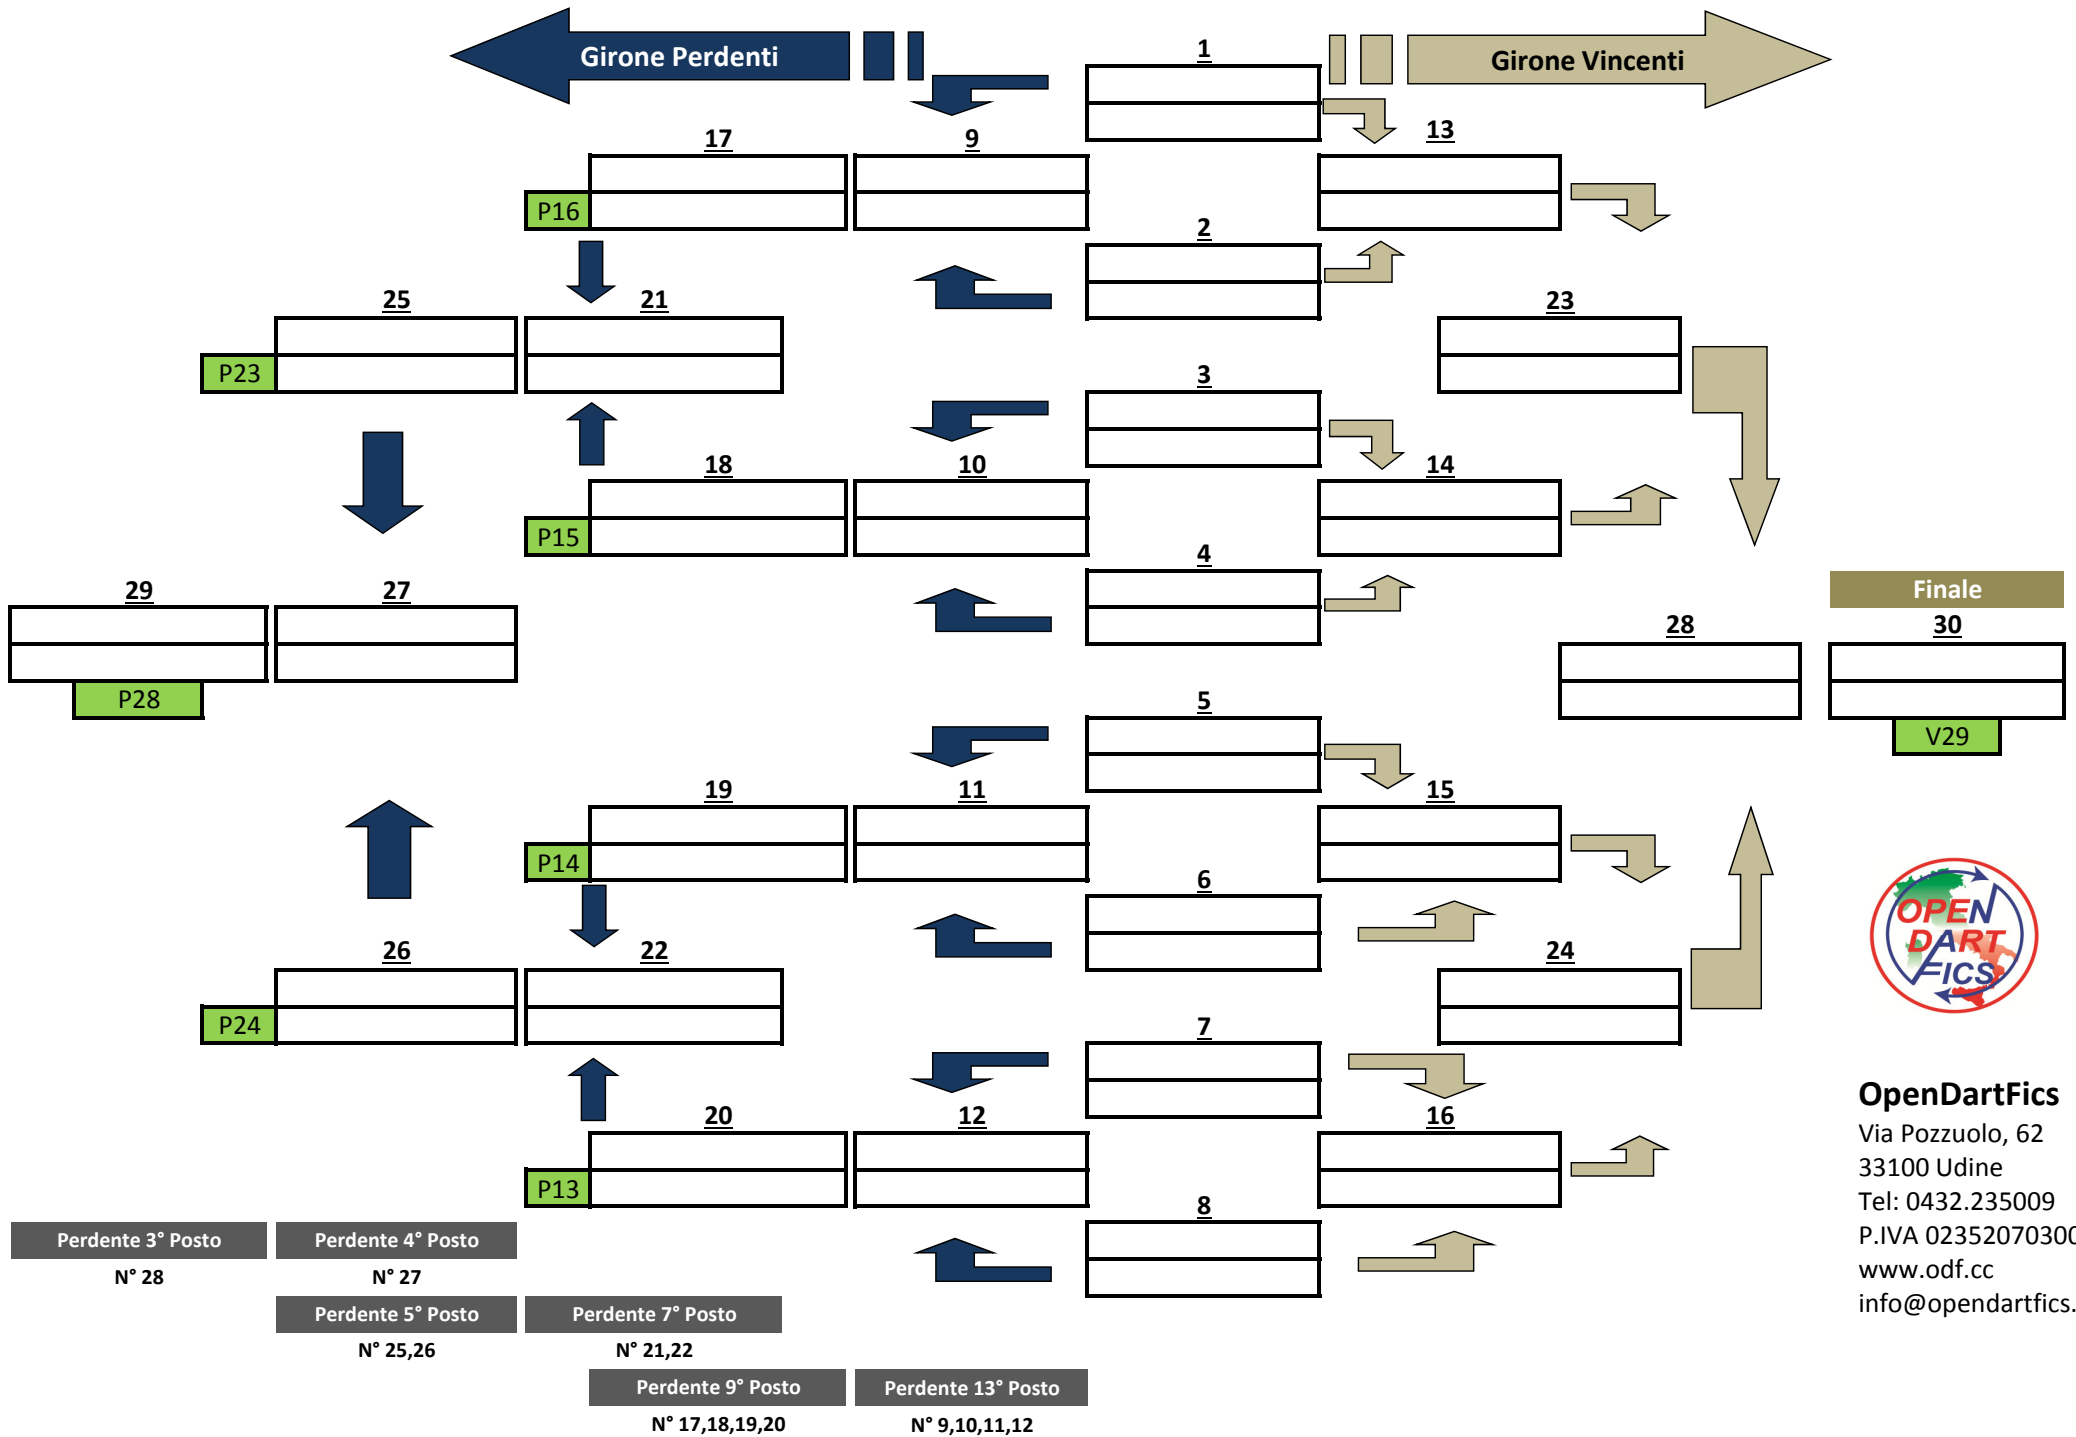 Girone Perdenti
Girone Vincenti
1
17
9
13
P16
2
25
21
23
P23
3
18
10
14
P15
4
29
27
Finale
28
30
P28
5
V29
19
11
15
P14
6
OPEN
DART
FICS
26
22
24
P24
7
20
12
16
P13
8
OpenDartFics
Via Pozzuolo, 62
33100 Udine
Tel: 0432.235009
P.IVA 02352070300
www.odf.cc
info@opendartfics.
Perdente 3° Posto
Perdente 4° Posto
N° 28
N° 27
Perdente 5° Posto
Perdente 7° Posto
N° 25,26
N° 21,22
Perdente 9° Posto
Perdente 13° Posto
N° 17,18,19,20
N° 9,10,11,12